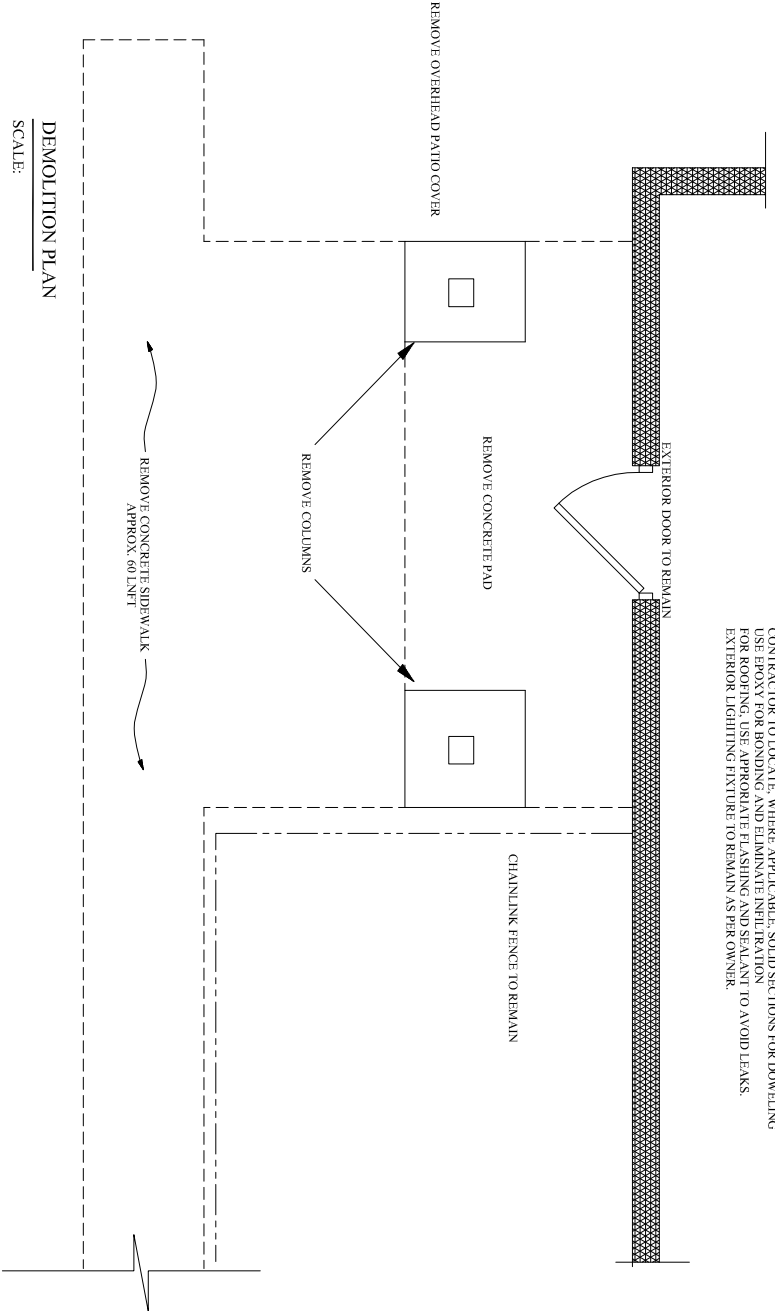 CONTRACTOR TO LOCATE, WHERE APPLICABLE, SOLID SECTIONS FOR DOWELING
USE EPOXY FOR BONDING AND ELIMINATE INFILTRATION
FOR ROOFING, USE APPRORIATE FLASHING AND SEALANT TO AVOID LEAKS.
EXTERIOR LIGHITING FIXTURE TO REMAIN AS PER OWNER.
EXTERIOR DOOR TO REMAIN
REMOVE OVERHEAD PATIO COVER
REMOVE CONCRETE PAD
CHAINLINK FENCE TO REMAIN
REMOVE COLUMNS
REMOVE CONCRETE SIDEWALK
APPROX. 60 LNFT
DEMOLITION PLAN
SCALE: